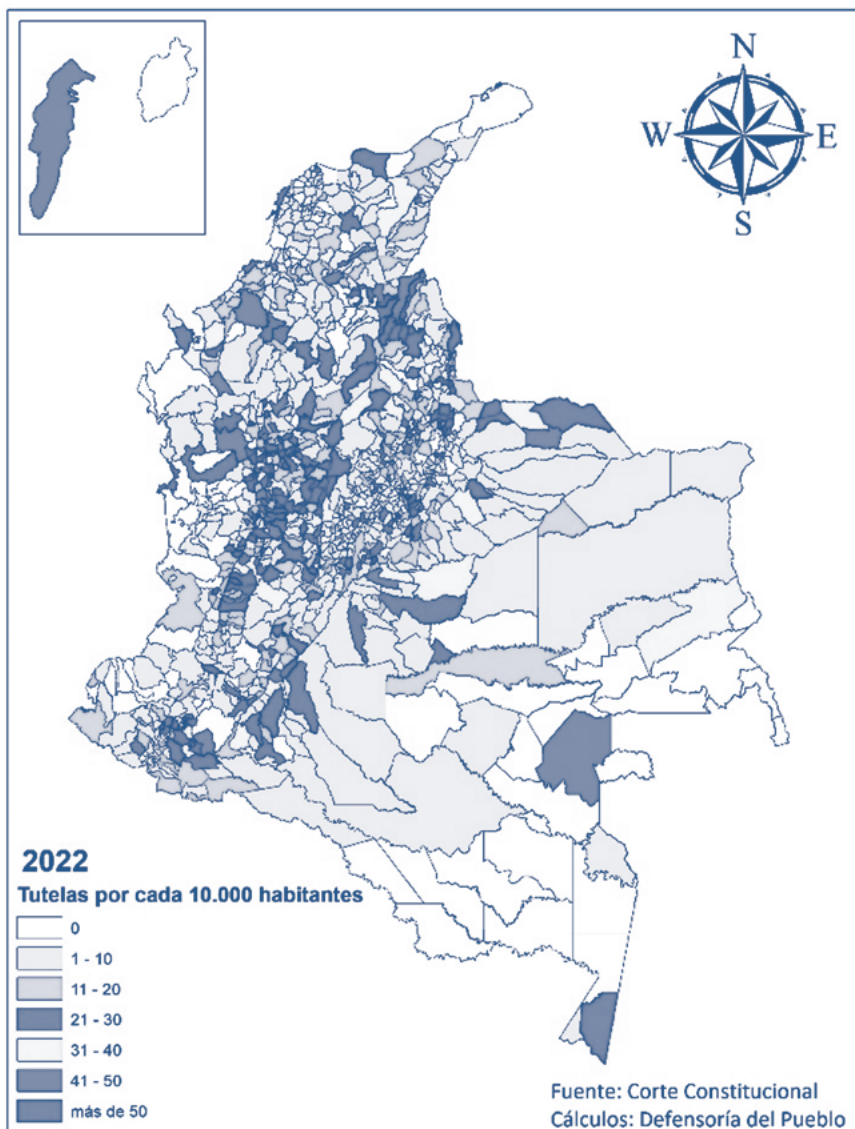 N
W E
S
2022
Tutelas por cada 10.000 habitantes
0
1 - 10
11 - 20
21 - 30
31 - 40
41 - 50
más de 50
Fuente: Corte Constitucional
Cálculos: Defensoría del Pueblo